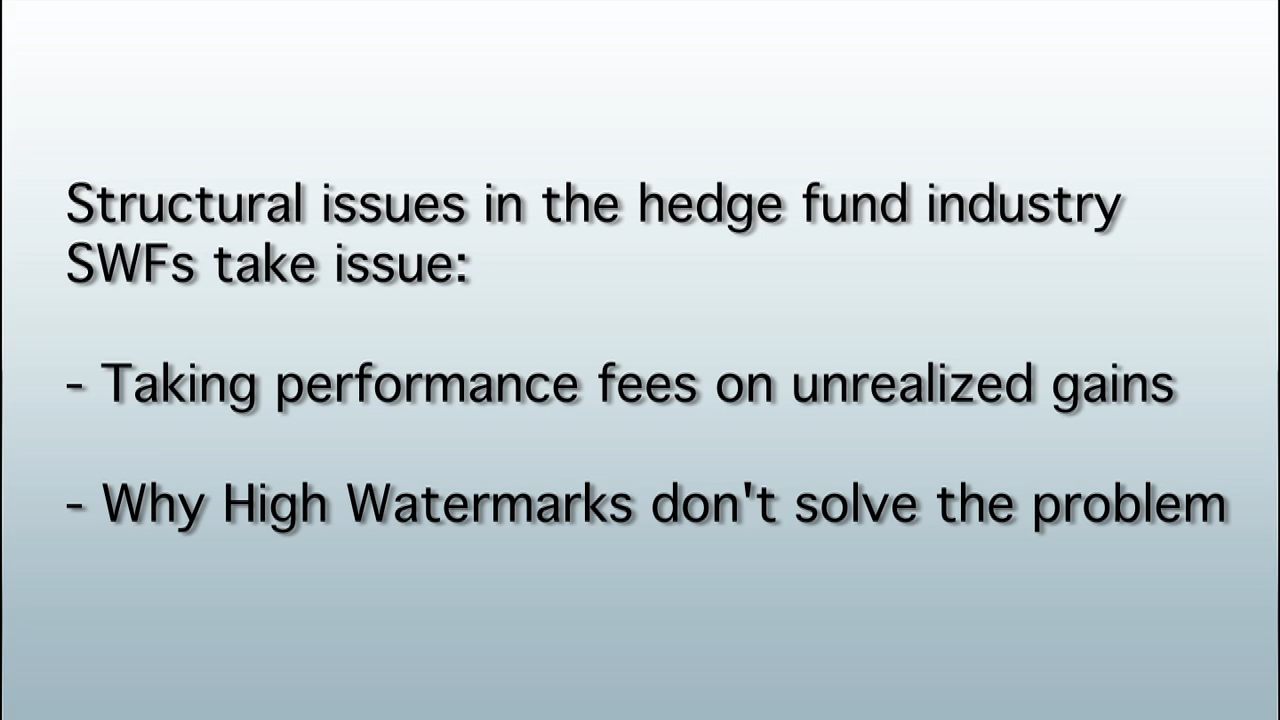 Structural issues in the hedge fund industry
SWFs take issue:
- Taking performance fees on unrealized gains
- Why High Watermarks don't solve the problem